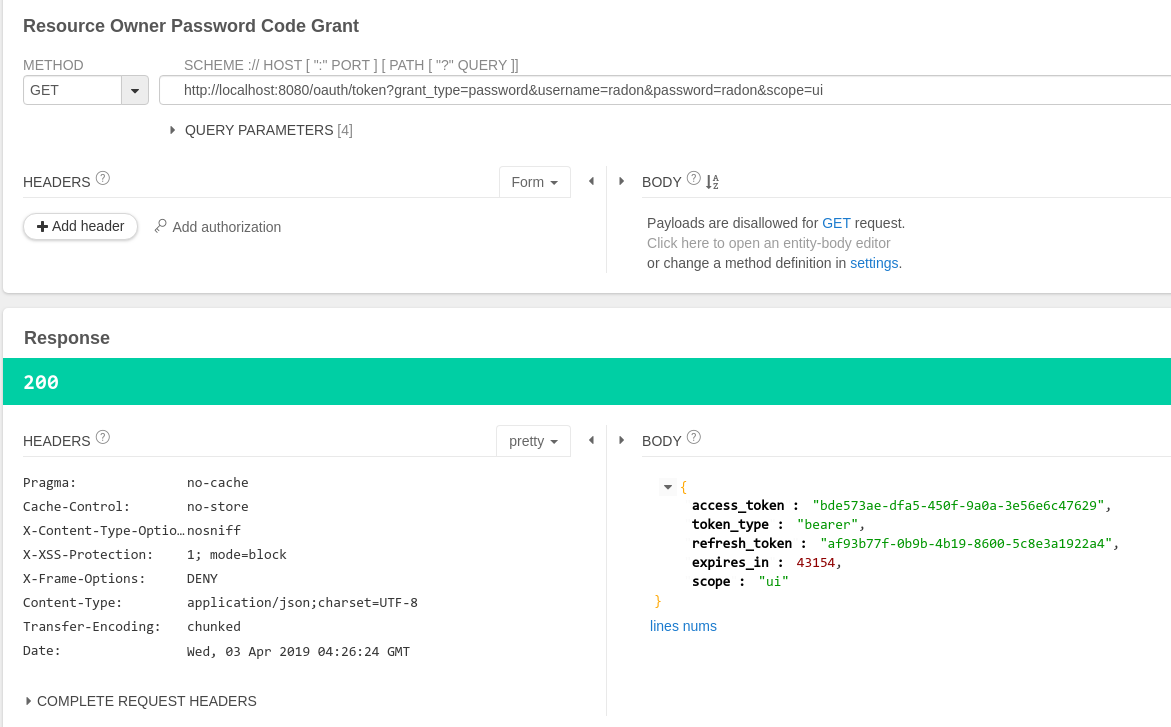 Resource Owner Password Code Grant
METHOD SCHEME :// HOST [ ":" PORT ] [ PATH [ "?" QUERY ]]
GET http://localhost:8080/oauth/token?grant_type=password&username=radon&password=radon&scope=ui
QUERY PARAMETERS [4]
HEADERS ? Form BODY ? AZ
Payloads are disallowed for GET request.
+ Add header Add authorization
Click here to open an entity-body editor
or change a method definition in settings.
Response
200
HEADERS ? pretty BODY ?
Pragma: no-cache
Cache-Control: no-store
X-Content-Type-Optio… nosniff
X-XSS-Protection: 1; mode=block
X-Frame-Options: DENY
Content-Type: application/json;charset=UTF-8
Transfer-Encoding: chunked
Date: Wed, 03 Apr 2019 04:26:24 GMT
COMPLETE REQUEST HEADERS
{
access_token : "bde573ae-dfa5-450f-9a0a-3e56e6c47629",
token_type : "bearer",
refresh_token : "af93b77f-0b9b-4b19-8600-5c8e3a1922a4",
expires_in : 43154,
scope : "ui"
}
lines nums